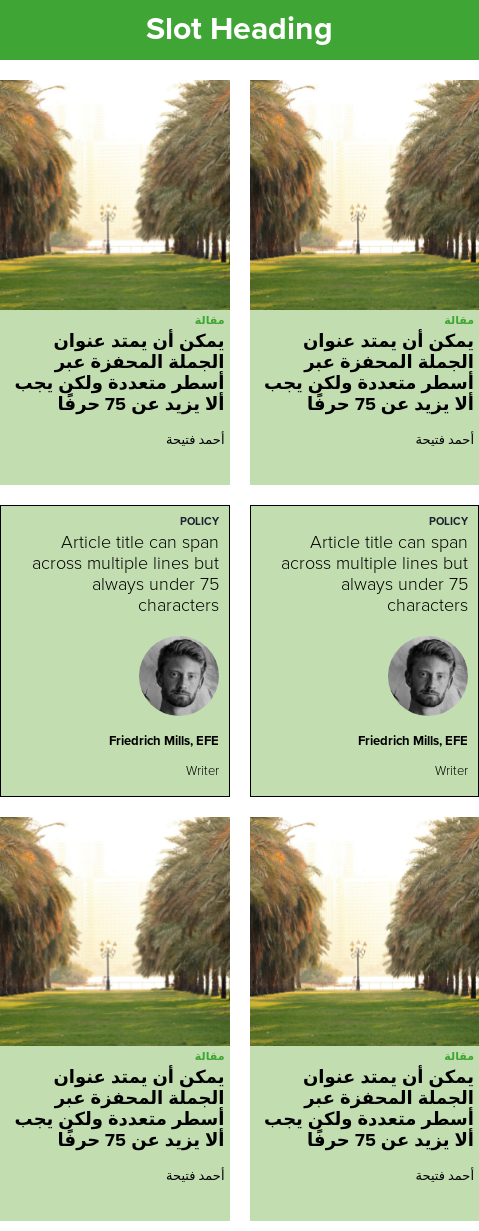 Slot Heading
مقالة
يمكن أن يمتد عنوان
الجملة المحفزة عبر
أسطر متعددة ولكن يجب
ألا يزيد عن 75 حرفًا
أحمد فتيحة
مقالة
يمكن أن يمتد عنوان
الجملة المحفزة عبر
أسطر متعددة ولكن يجب
ألا يزيد عن 75 حرفًا
أحمد فتيحة
POLICY
Article title can span
across multiple lines but
always under 75
characters
Friedrich Mills, EFE
Writer
POLICY
Article title can span
across multiple lines but
always under 75
characters
Friedrich Mills, EFE
Writer
مقالة
يمكن أن يمتد عنوان
الجملة المحفزة عبر
أسطر متعددة ولكن يجب
ألا يزيد عن 75 حرفًا
أحمد فتيحة
مقالة
يمكن أن يمتد عنوان
الجملة المحفزة عبر
أسطر متعددة ولكن يجب
ألا يزيد عن 75 حرفًا
أحمد فتيحة